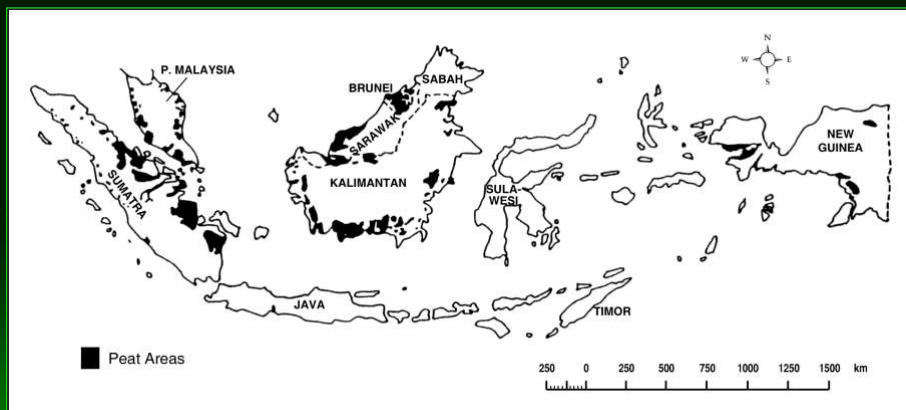 N
W E
S
P. MALAYSIA
BRUNEI
SABAH
SARAWAK
NEW
GUINEA
KALIMANTAN
SUMATRA
SULA-
WESI
JAVA
TIMOR
Peat Areas
250 0 250 500 750 1000 1250 1500 km